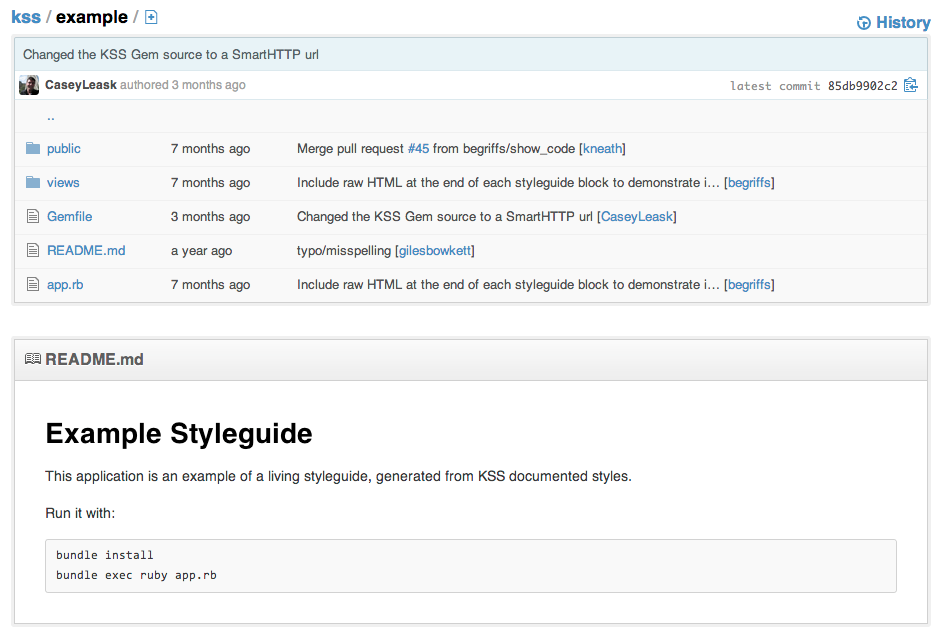 kss / example /
History
Changed the KSS Gem source to a SmartHTTP url
CaseyLeask authored 3 months ago latest commit 85db9902c2
..
public 7 months ago Merge pull request #45 from begriffs/show_code [kneath]
views 7 months ago Include raw HTML at the end of each styleguide block to demonstrate i… [begriffs]
Gemfile 3 months ago Changed the KSS Gem source to a SmartHTTP url [CaseyLeask]
README.md a year ago typo/misspelling [gilesbowkett]
app.rb 7 months ago Include raw HTML at the end of each styleguide block to demonstrate i… [begriffs]
README.md
Example Styleguide
This application is an example of a living styleguide, generated from KSS documented styles.
Run it with:
bundle install
bundle exec ruby app.rb